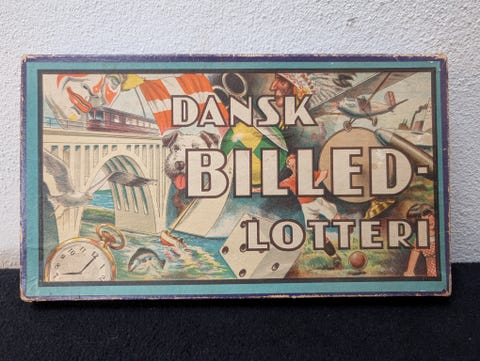 DANSK
BILLED-
LOTTERI